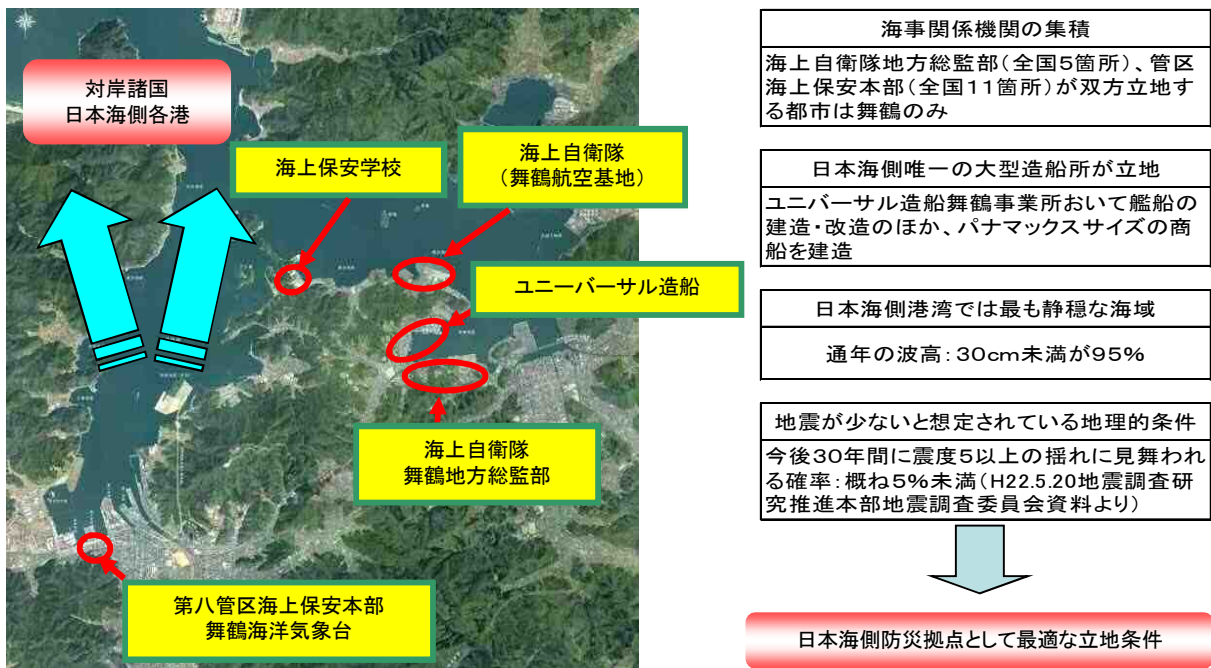 対岸諸国
日本海側各港
海上保安学校
海上自衛隊
（舞鶴航空基地）
ユニーバーサル造船
海上自衛隊
舞鶴地方総監部
第八管区海上保安本部
舞鶴海洋気象台
海事関係機関の集積
海上自衛隊地方総監部（全国5箇所）、管区
海上保安本部（全国11箇所）が双方立地す
る都市は舞鶴のみ
日本海側唯一の大型造船所が立地
ユニバーサル造船舞鶴事業所おいて艦船の
建造・改造のほか、パナマックスサイズの商
船を建造
日本海側港湾では最も静穏な海域
通年の波高：30cm未満が95%
地震が少ないと想定されている地理的条件
今後30年間に震度5以上の揺れに見舞われ
る確率：概ね5%未満（H22.5.20地震調査研
究推進本部地震調査委員会資料より）
日本海側防災拠点として最適な立地条件